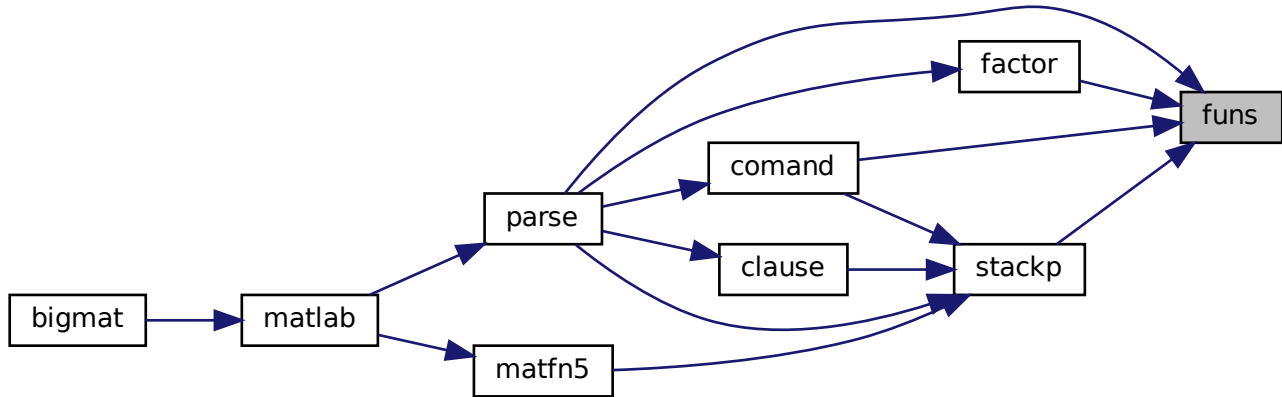 factor
funs
comand
parse
clause
stackp
bigmat
matlab
matfn5